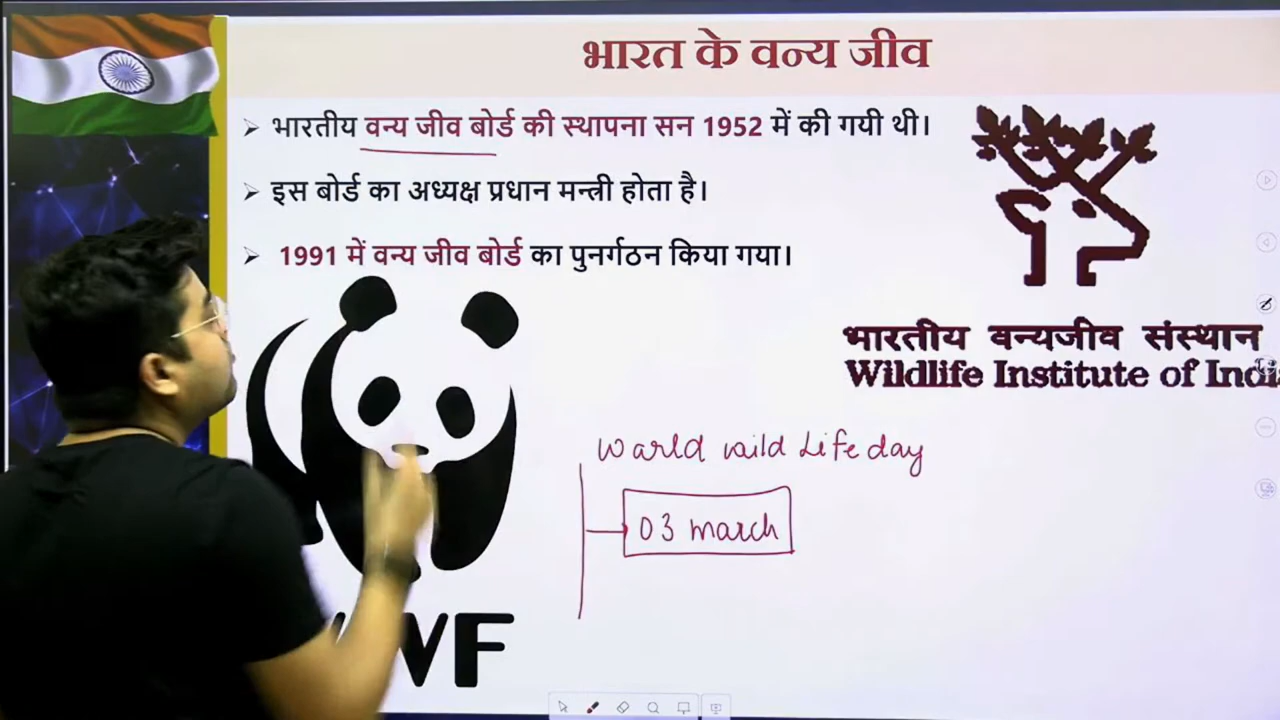 भारत के वन्य जीव
➢ भारतीय वन्य जीव बोर्ड की स्थापना सन 1952 में की गयी थी।
➢ इस बोर्ड का अध्यक्ष प्रधान मन्त्री होता है।
➢ 1991 में वन्य जीव बोर्ड का पुनर्गठन किया गया।
भारतीय वन्यजीव संस्थान
Wildlife Institute of Indi
World wild Life day
03 march
WF